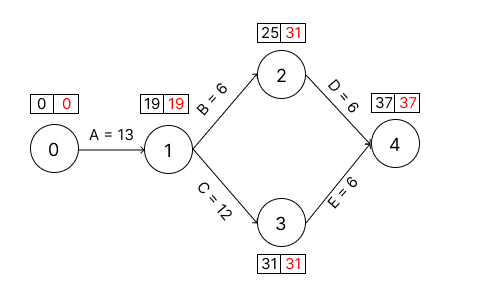 25 31
2
B = 6
D = 6
0 0
19 19
37 37
A = 13
0
1
4
C = 12
E = 6
3
31 31